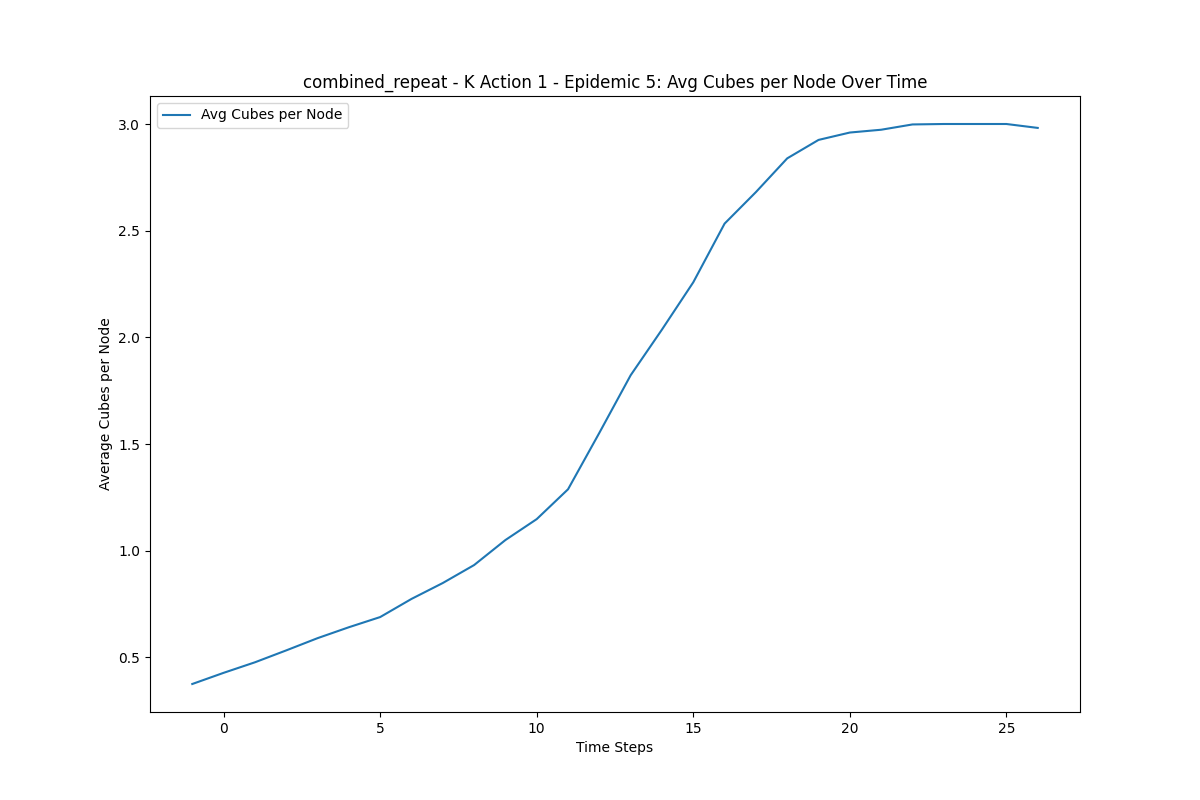 combined_repeat - K Action 1 - Epidemic 5: Avg Cubes per Node Over Time
Avg Cubes per Node
3.0
2.5
2.0
1.5
1.0
0.5
Average Cubes per Node
0 5 10 15 20 25
Time Steps